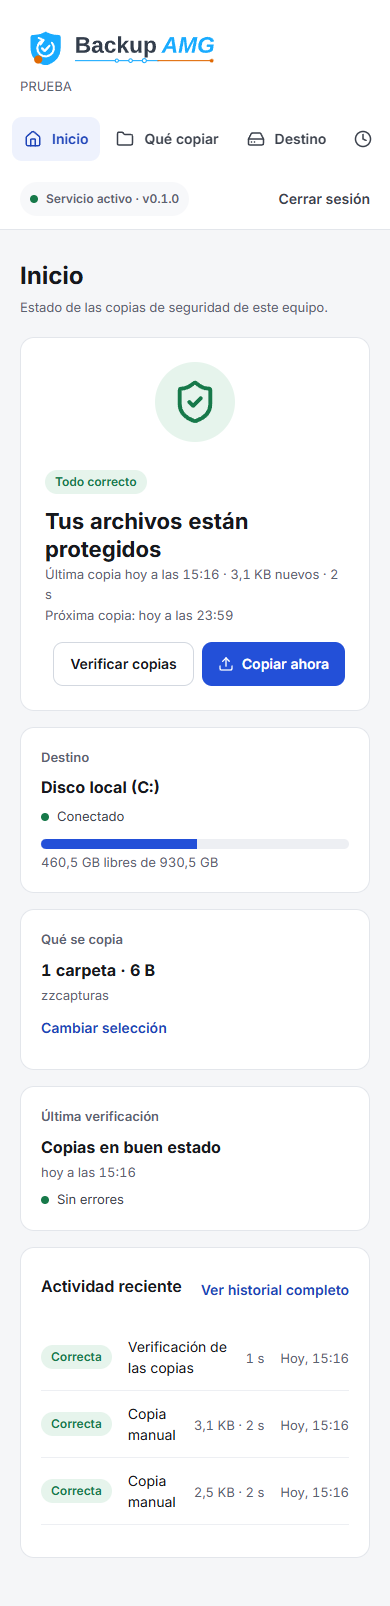 Backup AMG
PRUEBA
Inicio
Qué copiar
Destino
Servicio activo · v0.1.0
Cerrar sesión
Inicio
Estado de las copias de seguridad de este equipo.
Todo correcto
Tus archivos están
protegidos
Última copia hoy a las 15:16 · 3,1 KB nuevos · 2
s
Próxima copia: hoy a las 23:59
Verificar copias
Copiar ahora
Destino
Disco local (C:)
Conectado
460,5 GB libres de 930,5 GB
Qué se copia
1 carpeta · 6 B
zzcapturas
Cambiar selección
Última verificación
Copias en buen estado
hoy a las 15:16
Sin errores
Actividad reciente
Ver historial completo
Correcta
Verificación de
las copias
1 s
Hoy, 15:16
Correcta
Copia
manual
3,1 KB · 2 s
Hoy, 15:16
Correcta
Copia
manual
2,5 KB · 2 s
Hoy, 15:16